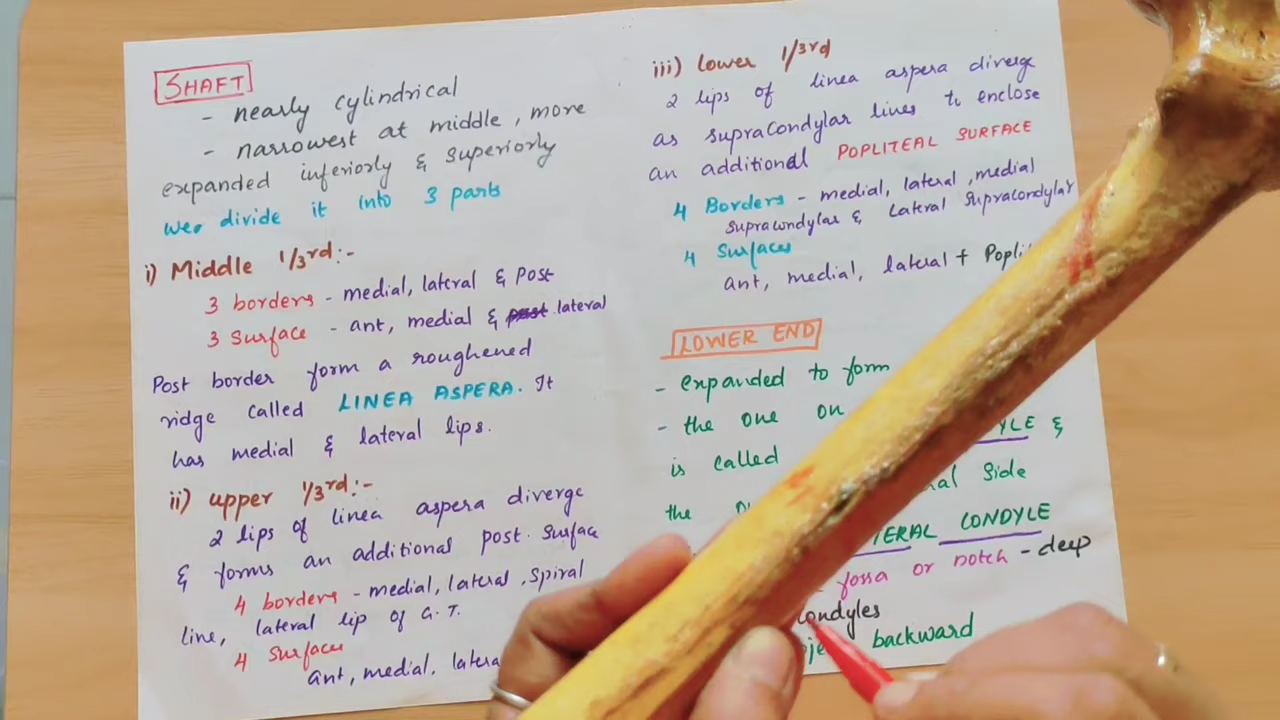 SHAFT
- nearly cylindrical
- narrowest at middle, more
expanded inferiorly & superiorly
we divide it into 3 parts
i) Middle 1/3rd:-
3 borders - medial, lateral & Post
3 surface - ant, medial & post lateral
Post border form a roughened
ridge called LINEA ASPERA. It
has medial & lateral lips.
ii) upper 1/3rd:-
2 lips of linea aspera diverge
& forms an additional post. surface
4 borders - medial, lateral, spiral
line, lateral lip of G.T.
4 surfaces
ant, medial, latera
iii) lower 1/3rd
2 lips of linea aspera diverge
as supracondylar lines to enclose
an additional POPLITEAL SURFACE
4 Borders - medial, lateral, medial
supracondylar & Lateral supracondylar
4 Surfaces
ant, medial, lateral + Popli
LOWER END
- expanded to form
- the one on &
is called side
the LATERAL CONDYLE
fossa or notch - deep
condyles
backward